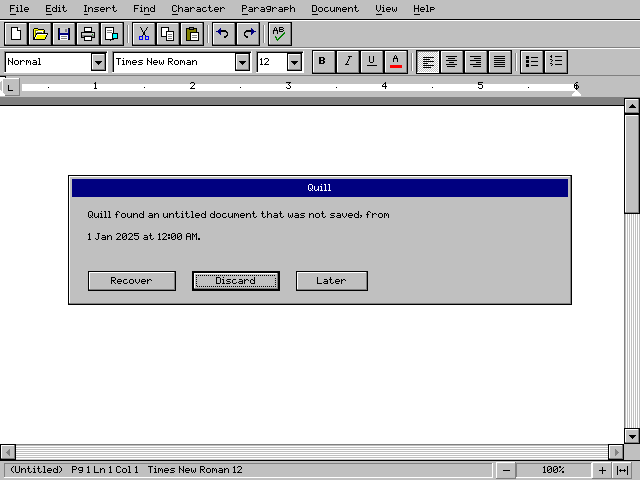 File Edit Insert Find Character Paragraph Document View Help
AB
Normal Times New Roman 12 B I U A
L 1 2 3 4 5 6
Quill
Quill found an untitled document that was not saved, from
1 Jan 2025 at 12:00 AM.
Recover Discard Later
(Untitled) Pg 1 Ln 1 Col 1 Times New Roman 12 100%